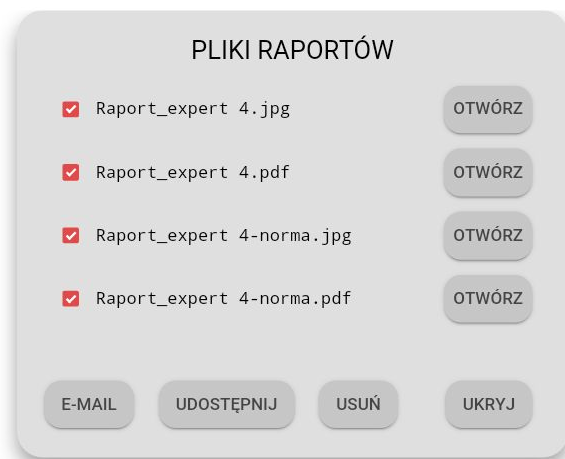 PLIKI RAPORTÓW
Raport_expert 4.jpg OTWÓRZ
Raport_expert 4.pdf OTWÓRZ
Raport_expert 4-norma.jpg OTWÓRZ
Raport_expert 4-norma.pdf OTWÓRZ
E-MAIL UDOSTĘPNIJ USUŃ UKRYJ